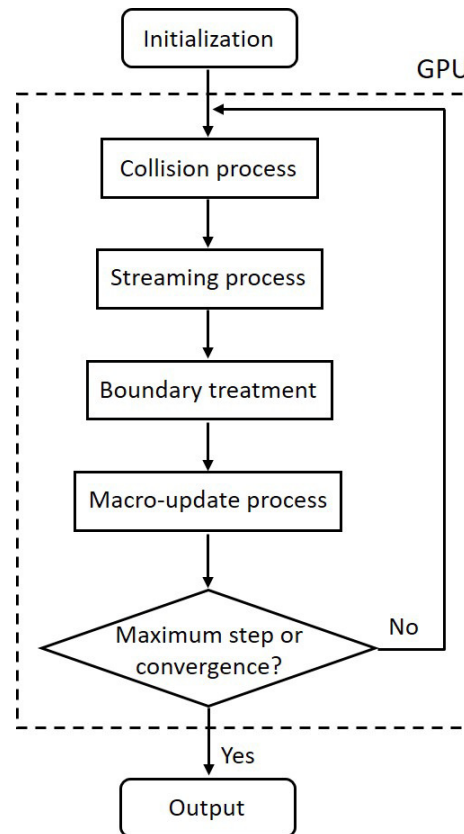 Initialization
GPU
Collision process
Streaming process
Boundary treatment
Macro-update process
Maximum step or
convergence?
No
Yes
Output